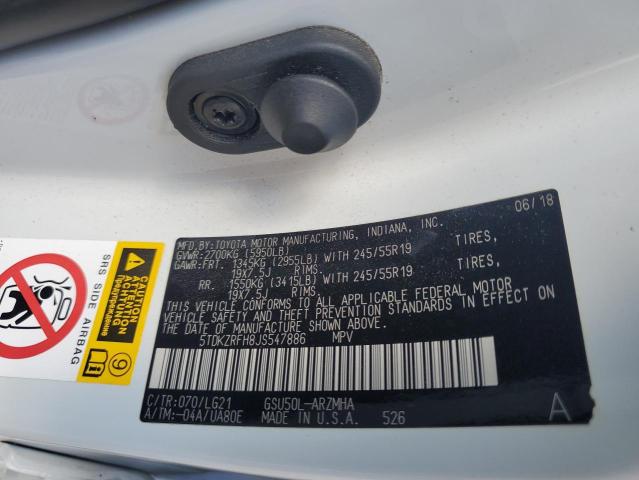 MFD.BY:TOYOTA MOTOR MANUFACTURING, INDIANA, INC. 06/18
GVWR:2700KG (5950LB)
GAWR:FRT. 1345KG (2955LB) WITH 245/55R19 TIRES,
19X7.5J RIMS.
RR. 1550KG (3415LB) WITH 245/55R19 TIRES,
19X7.5J RIMS.
THIS VEHICLE CONFORMS TO ALL APPLICABLE FEDERAL MOTOR
VEHICLE SAFETY AND THEFT PREVENTION STANDARDS IN EFFECT
ON THE DATE OF MANUFACTURE SHOWN ABOVE.
5TDKZRFH8JS547886 MPV
C/TR:070/LG21 GSU50L-ARZMHA
A/TM:-04A/UA80E MADE IN U.S.A. 526 A
SRS SIDE AIRBAG
CAUTION
ATTENTION
ACHTUNG
Предупреждение
9